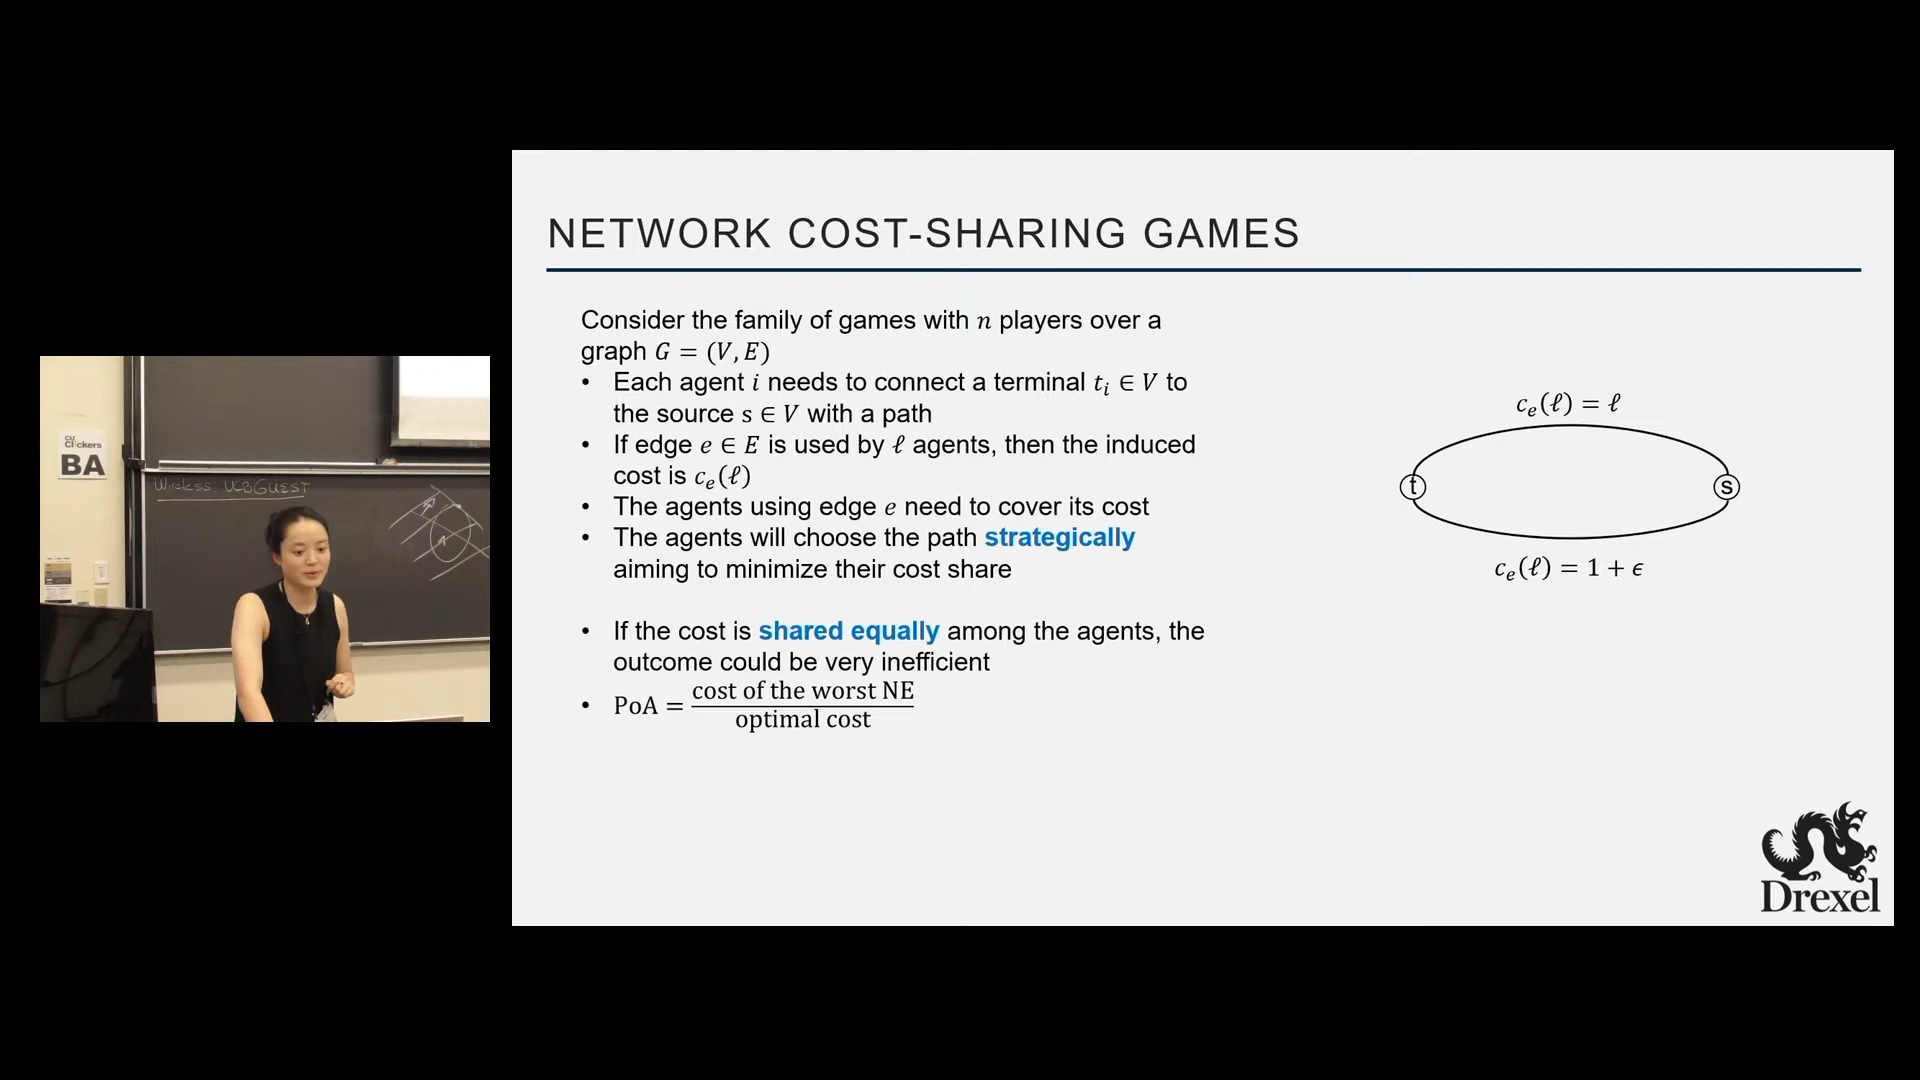 NETWORK COST-SHARING GAMES
Consider the family of games with 𝑛 players over a
graph 𝐺 = (𝑉, 𝐸)
• Each agent 𝑖 needs to connect a terminal 𝑡ᵢ ∈ 𝑉 to
the source s ∈ 𝑉 with a path
• If edge 𝑒 ∈ 𝐸 is used by ℓ agents, then the induced
cost is 𝑐ₑ(ℓ)
• The agents using edge 𝑒 need to cover its cost
• The agents will choose the path strategically
aiming to minimize their cost share
• If the cost is shared equally among the agents, the
outcome could be very inefficient
• PoA = cost of the worst NE / optimal cost
𝑐ₑ(ℓ) = ℓ
t
s
𝑐ₑ(ℓ) = 1 + 𝜖
Drexel
CU Clickers
BA
Wireless: UCBGUEST